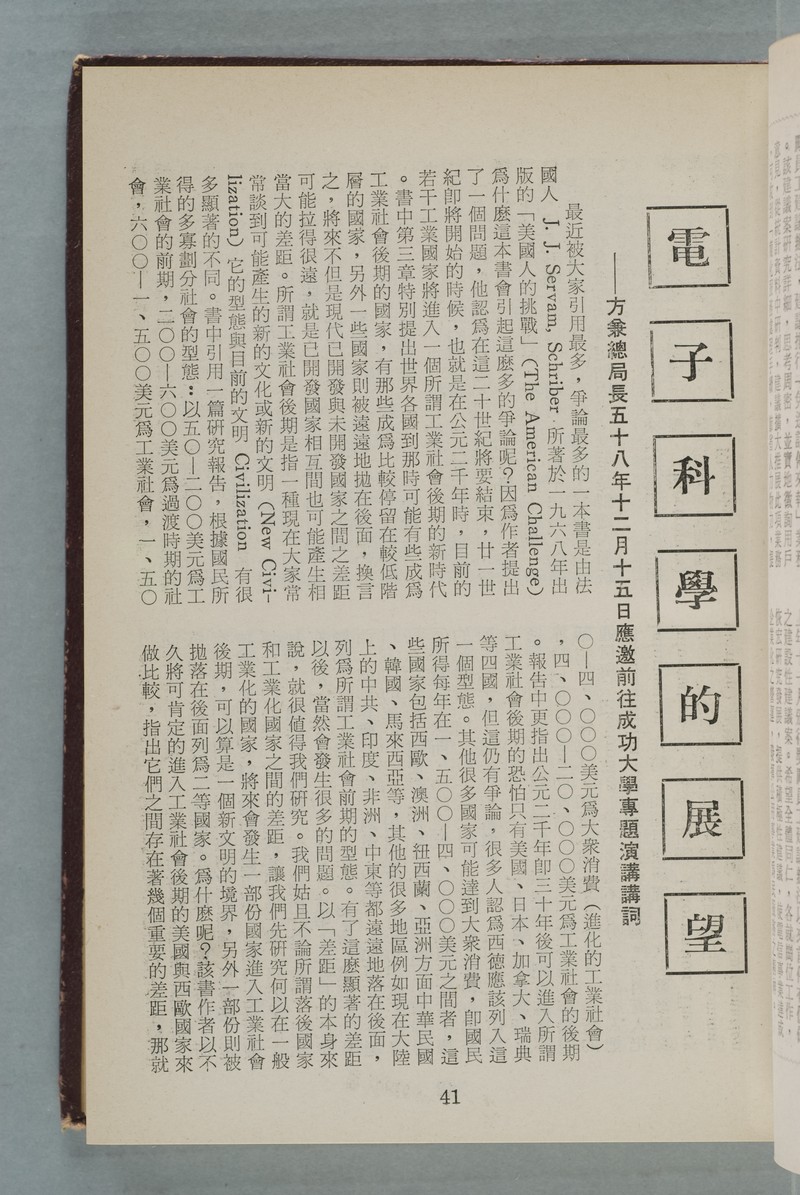 電子科學的展望
——方兼總局長五十八年十二月十五日應邀前往成功大學專題演講講詞
最近被大家引用最多，爭論最多的一本書是由法
國人 J. J. Servam, Schriber 所著於一九六八年出
版的「美國人的挑戰」（The American Challenge）
爲什麼這本書會引起這麼多的爭論呢？因爲作者提出
了一個問題，他認爲在這二十世紀將要結束，廿一世
紀即將開始的時候，也就是在公元二千年時，目前的
若干工業國家將進入一個所謂工業社會後期的新時代
。書中第三章特別提出世界各國到那時可能有些成爲
工業社會後期的國家，有那些成爲比較停留在較低階
層的國家，另外一些國家則被遠遠地拋在後面，換言
之，將來不但是現代已開發與未開發國家之間之差距
可能拉得很遠，就是已開發國家相互間也可能產生相
當大的差距。所謂工業社會後期是指一種現在大家常
常談到可能產生的新的文化或新的文明（New Civi-
lization）它的型態與目前的文明 Civilization 有很
多顯著的不同。書中引用一篇研究報告，根據國民所
得的多寡劃分社會的型態：以五〇—二〇〇美元爲工
業社會的前期，二〇〇—六〇〇美元爲過渡時期的社
會，六〇〇—一、五〇〇美元爲工業社會，一、五〇
〇—四、〇〇〇美元爲大衆消費（進化的工業社會）
，四、〇〇〇—二〇、〇〇〇美元爲工業社會的後期
。報告中更指出公元二千年即三十年後可以進入所謂
工業社會後期的恐怕只有美國、日本、加拿大、瑞典
等四國，但這仍有爭論，很多人認爲西德應該列入這
一個型態。其他很多國家可能達到大衆消費，即國民
所得每年在一、五〇〇—四、〇〇〇美元之間者，這
些國家包括西歐、澳洲、紐西蘭、亞洲方面中華民國
、韓國、馬來西亞等，其他的很多地區例如現在大陸
上的中共、印度、非洲、中東等都遠遠地落在後面，
列爲所謂工業社會前期的型態。有了這麼顯著的差距
以後，當然會發生很多的問題。以「差距」的本身來
說，就很值得我們研究。我們姑且不論所謂落後國家
和工業化國家之間的差距，讓我們先研究何以在一般
工業化的國家，將來會發生一部份國家進入工業社會
後期，可以算是一個新文明的境界，另外一部份則被
拋落在後面列爲二等國家。爲什麼呢？該書作者以不
久將可肯定的進入工業社會後期的美國與西歐國家來
做比較，指出它們之間存在著幾個重要的差距，那就
41